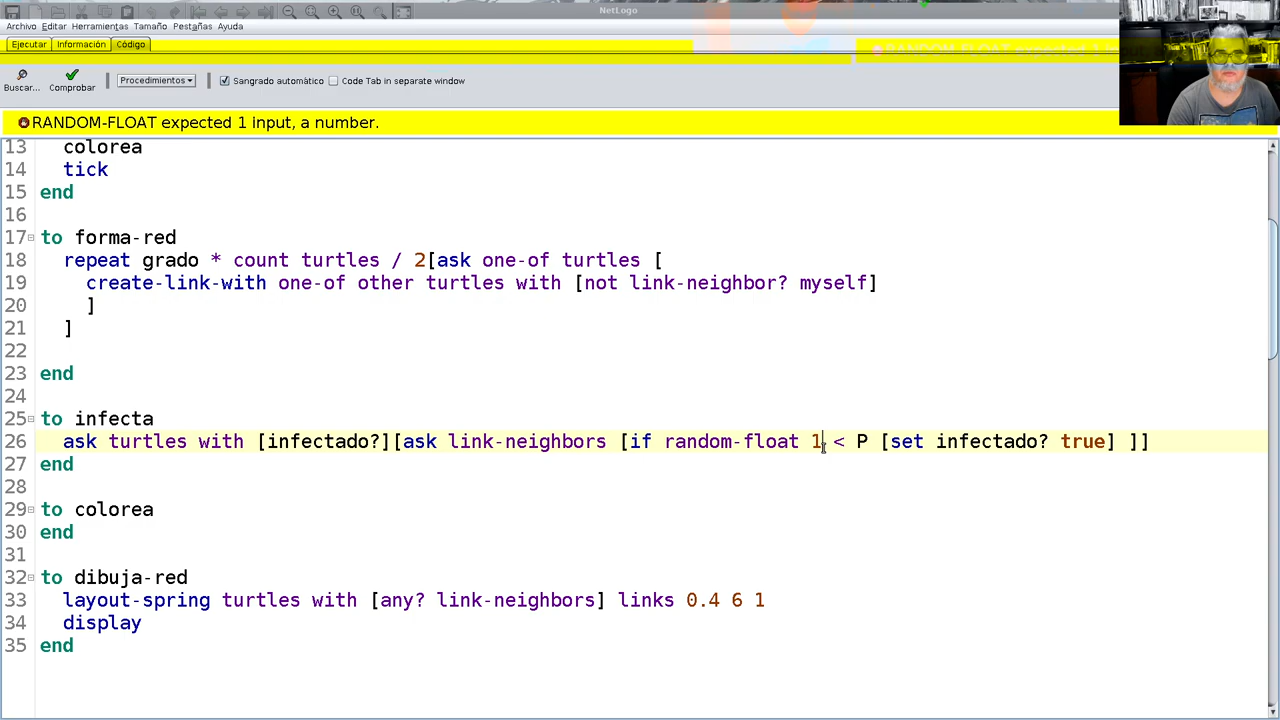 NetLogo
Archivo Editar Herramientas Tamaño Pestañas Ayuda
Ejecutar Información Código
RANDOM-FLOAT expected 1 in
Buscar... Comprobar Procedimientos Sangrado automático Code Tab in separate window
RANDOM-FLOAT expected 1 input, a number.
13 colorea
14 tick
15 end
16
17 to forma-red
18 repeat grado * count turtles / 2[ask one-of turtles [
19 create-link-with one-of other turtles with [not link-neighbor? myself]
20 ]
21 ]
22
23 end
24
25 to infecta
26 ask turtles with [infectado?][ask link-neighbors [if random-float 1 < P [set infectado? true] ]]
27 end
28
29 to colorea
30 end
31
32 to dibuja-red
33 layout-spring turtles with [any? link-neighbors] links 0.4 6 1
34 display
35 end